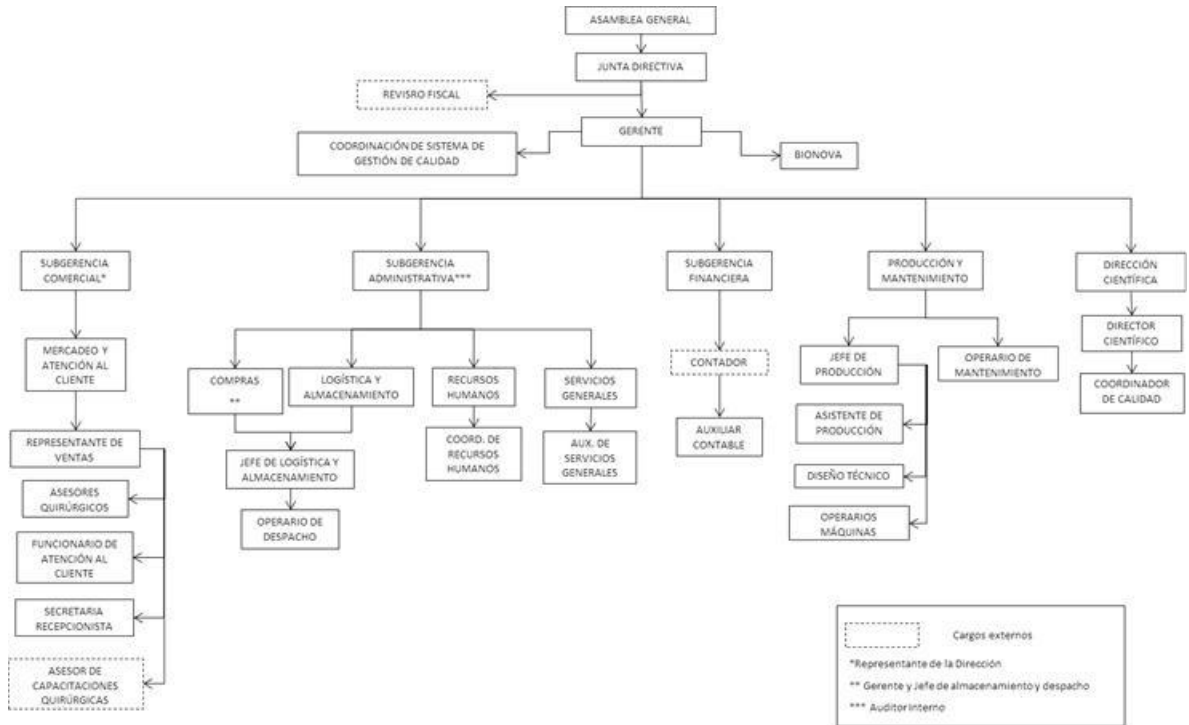 ASAMBLEA GENERAL
JUNTA DIRECTIVA
REVISRO FISCAL
GERENTE
COORDINACIÓN DE SISTEMA DE
GESTIÓN DE CALIDAD
BIONOVA
SUBGERENCIA
COMERCIAL*
SUBGERENCIA
ADMINISTRATIVA***
SUBGERENCIA
FINANCIERA
PRODUCCIÓN Y
MANTENIMIENTO
DIRECCIÓN
CIENTÍFICA
MERCADEO Y
ATENCIÓN AL
CLIENTE
COMPRAS
**
LOGÍSTICA Y
ALMACENAMIENTO
RECURSOS
HUMANOS
SERVICIOS
GENERALES
CONTADOR
JEFE DE
PRODUCCIÓN
OPERARIO DE
MANTENIMIENTO
DIRECTOR
CIENTÍFICO
COORDINADOR
DE CALIDAD
REPRESENTANTE DE
VENTAS
JEFE DE LOGÍSTICA Y
ALMACENAMIENTO
COORD. DE
RECURSOS
HUMANOS
AUX. DE
SERVICIOS
GENERALES
AUXILIAR
CONTABLE
ASISTENTE DE
PRODUCCIÓN
ASESORES
QUIRÚRGICOS
OPERARIO DE
DESPACHO
DISEÑO TÉCNICO
OPERARIOS
MÁQUINAS
FUNCIONARIO DE
ATENCIÓN AL
CLIENTE
SECRETARIA
RECEPCIONISTA
ASESOR DE
CAPACITACIONES
QUIRÚRGICAS
Cargos externos
*Representante de la Dirección
** Gerente y Jefe de almacenamiento y despacho
*** Auditor Interno